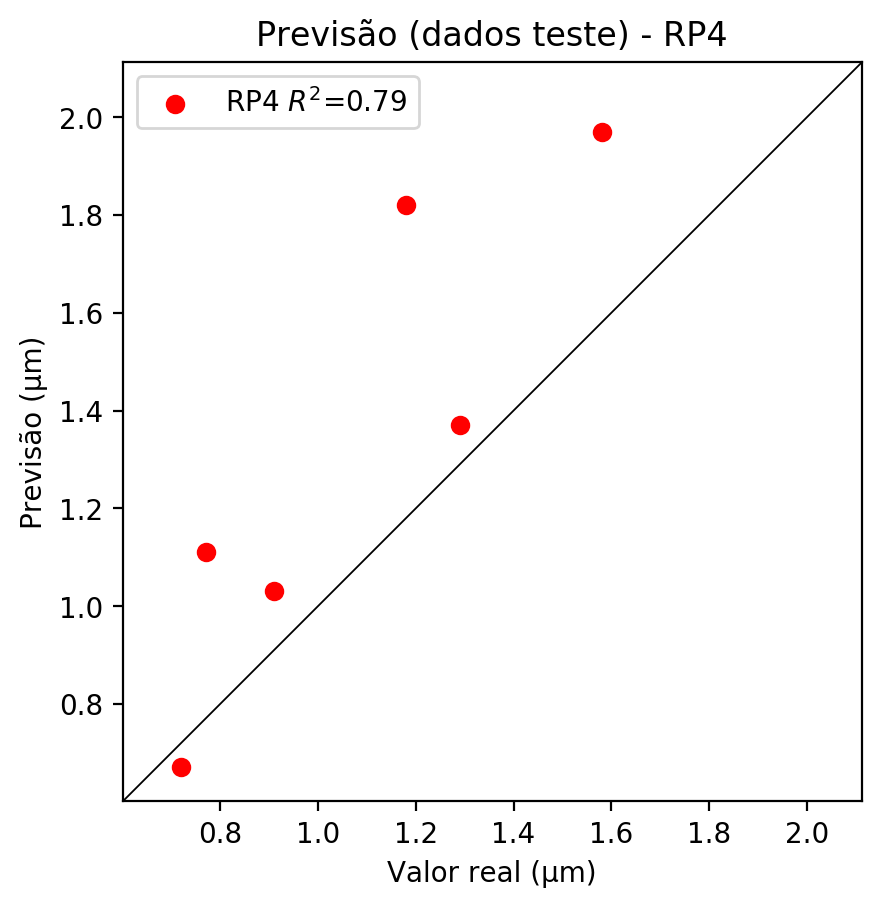 Previsão (dados teste) - RP4
RP4 R²=0.79
2.0
1.8
1.6
1.4
1.2
1.0
0.8
Previsão (μm)
0.8 1.0 1.2 1.4 1.6 1.8 2.0
Valor real (μm)